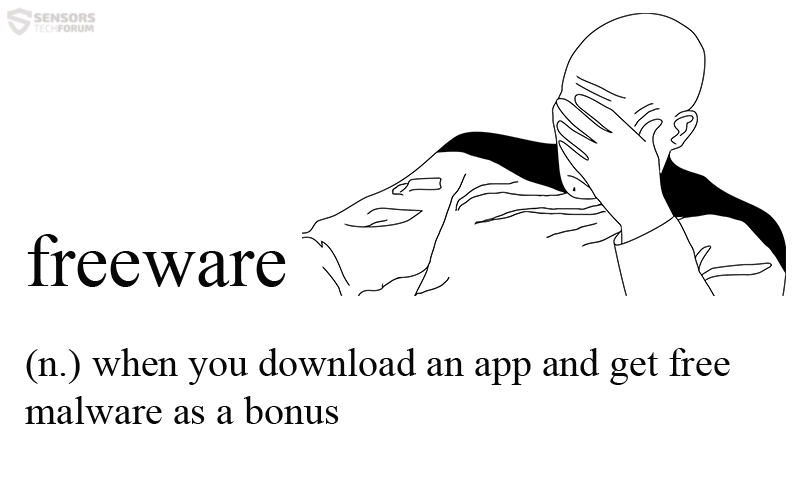 SENSORS
TECHFORUM
freeware
(n.) when you download an app and get free
malware as a bonus